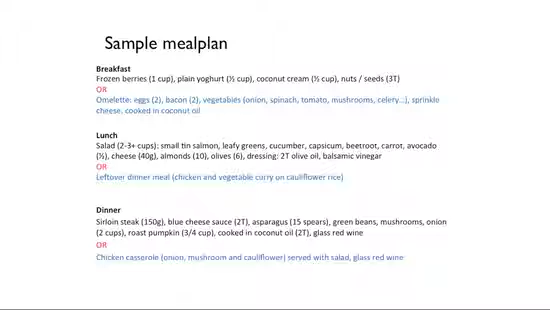 Sample mealplan
Breakfast
Frozen berries (1 cup), plain yoghurt (½ cup), coconut cream (½ cup), nuts / seeds (3T)
OR
Omelette: eggs (2), bacon (2), vegetables (onion, spinach, tomato, mushrooms, celery...), sprinkle
cheese, cooked in coconut oil
Lunch
Salad (2-3+ cups): small tin salmon, leafy greens, cucumber, capsicum, beetroot, carrot, avocado
(½), cheese (40g), almonds (10), olives (6), dressing: 2T olive oil, balsamic vinegar
OR
Leftover dinner meal (chicken and vegetable curry on cauliflower rice)
Dinner
Sirloin steak (150g), blue cheese sauce (2T), asparagus (15 spears), green beans, mushrooms, onion
(2 cups), roast pumpkin (3/4 cup), cooked in coconut oil (2T), glass red wine
OR
Chicken casserole (onion, mushroom and cauliflower) served with salad, glass red wine